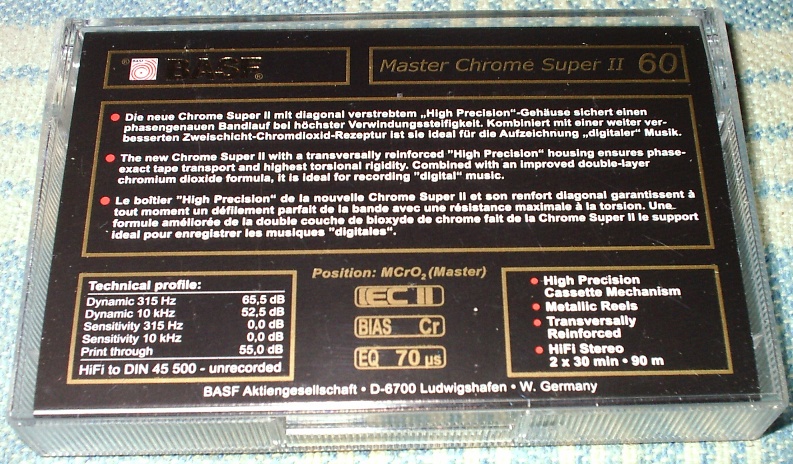 BASF
Master Chrome Super II 60
Die neue Chrome Super II mit diagonal verstrebtem „High Precision“-Gehäuse sichert einen
phasengenauen Bandlauf bei höchster Verwindungssteifigkeit. Kombiniert mit einer weiter ver-
besserten Zweischicht-Chromdioxid-Rezeptur ist sie ideal für die Aufzeichnung „digitaler“ Musik.
The new Chrome Super II with a transversally reinforced "High Precision" housing ensures phase-
exact tape transport and highest torsional rigidity. Combined with an improved double-layer
chromium dioxide formula, it is ideal for recording "digital" music.
Le boîtier "High Precision" de la nouvelle Chrome Super II et son renfort diagonal garantissent à
tout moment un défilement parfait de la bande avec une résistance maximale à la torsion. Une
formule améliorée de la double couche de bioxyde de chrome fait de la Chrome Super II le support
ideal pour enregistrer les musiques "digitales".
Technical profile:
Dynamic 315 Hz 65,5 dB
Dynamic 10 kHz 52,5 dB
Sensitivity 315 Hz 0,0 dB
Sensitivity 10 kHz 0,0 dB
Print through 55,0 dB
HiFi to DIN 45 500 - unrecorded
Position: MCrO₂ (Master)
IEC II
BIAS Cr
EQ 70 µs
High Precision
Cassette Mechanism
Metallic Reels
Transversally
Reinforced
HiFi Stereo
2 x 30 min • 90 m
BASF Aktiengesellschaft • D-6700 Ludwigshafen • W. Germany